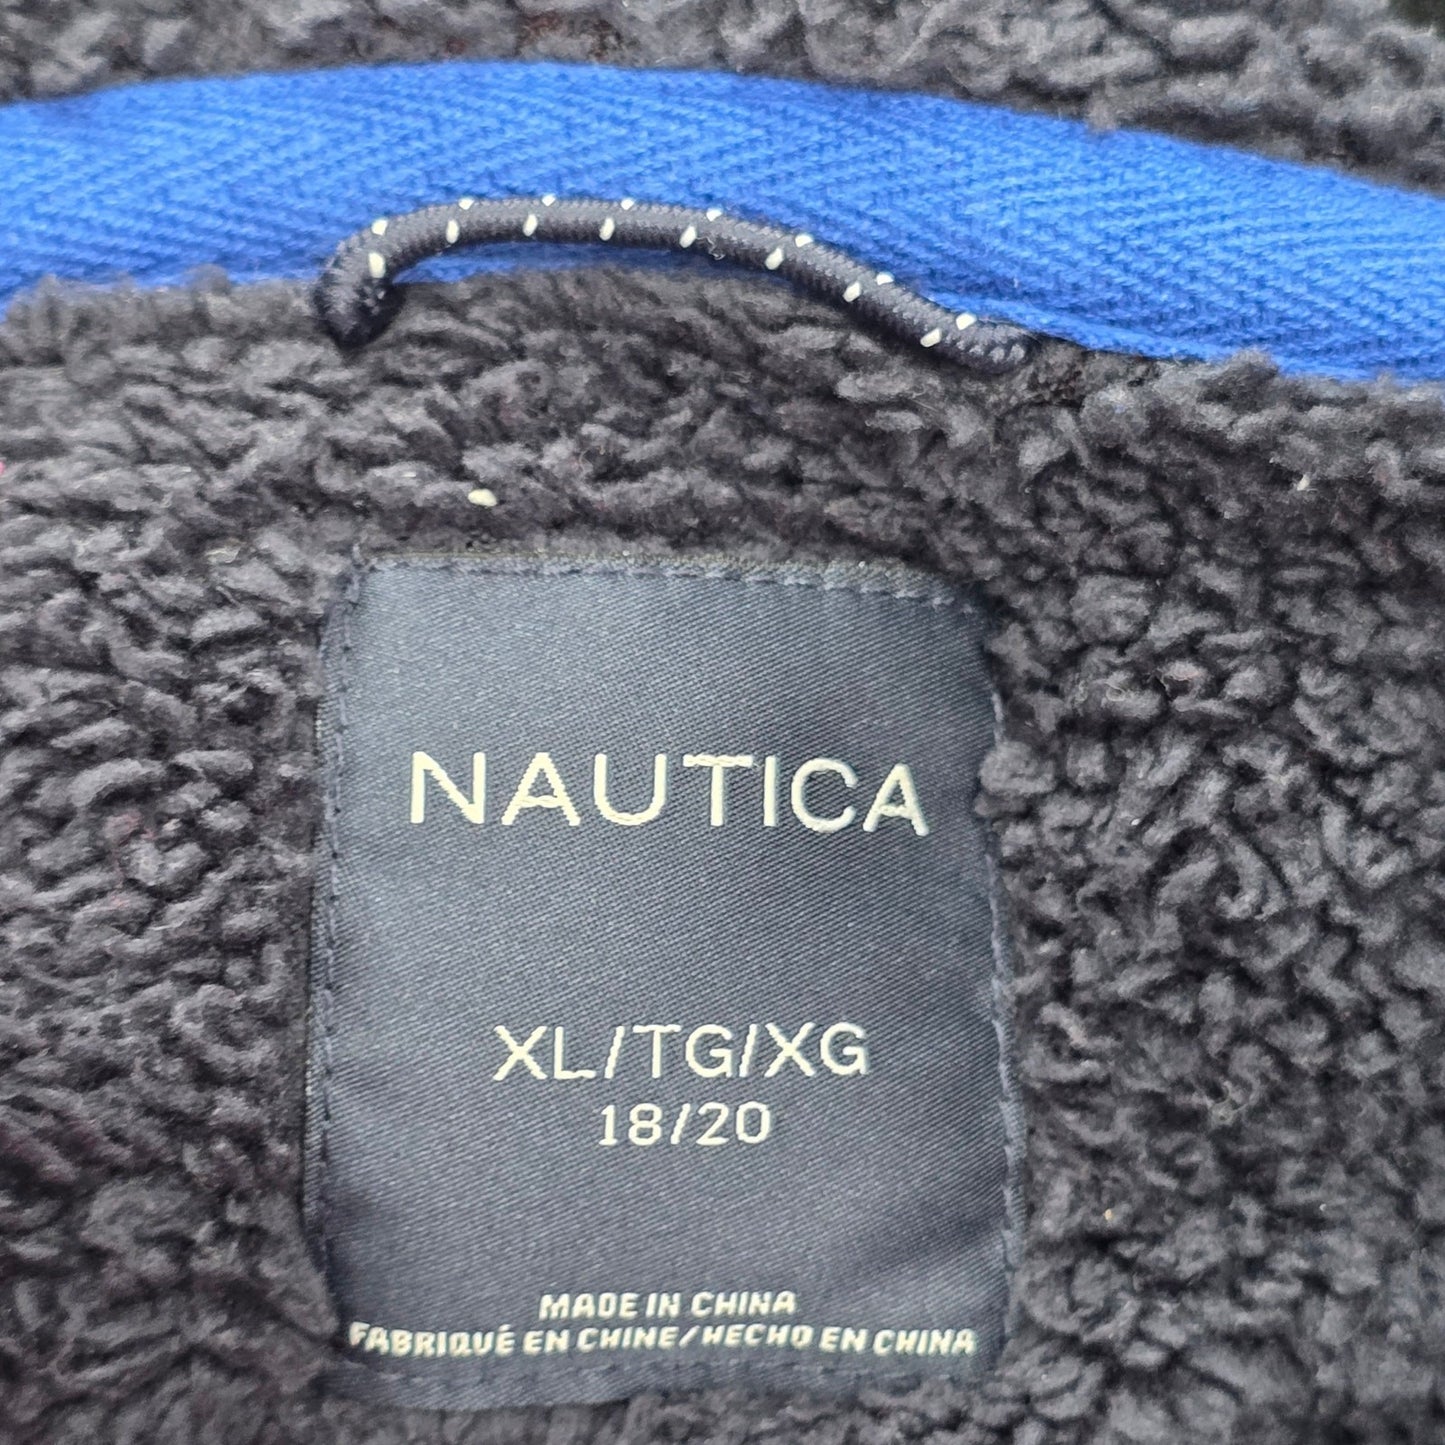 NAUTICA
XL/TG/XG
18/20
MADE IN CHINA
FABRIQUÉ EN CHINE/HECHO EN CHINA